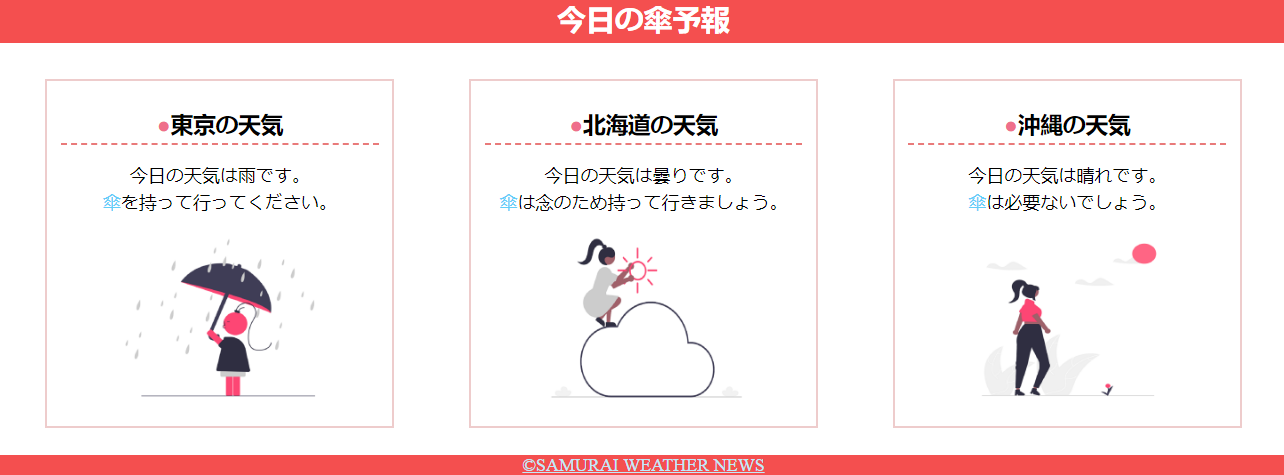 今日の傘予報
●東京の天気
今日の天気は雨です。
傘を持って行ってください。
●北海道の天気
今日の天気は曇りです。
傘は念のため持って行きましょう。
●沖縄の天気
今日の天気は晴れです。
傘は必要ないでしょう。
©SAMURAI WEATHER NEWS